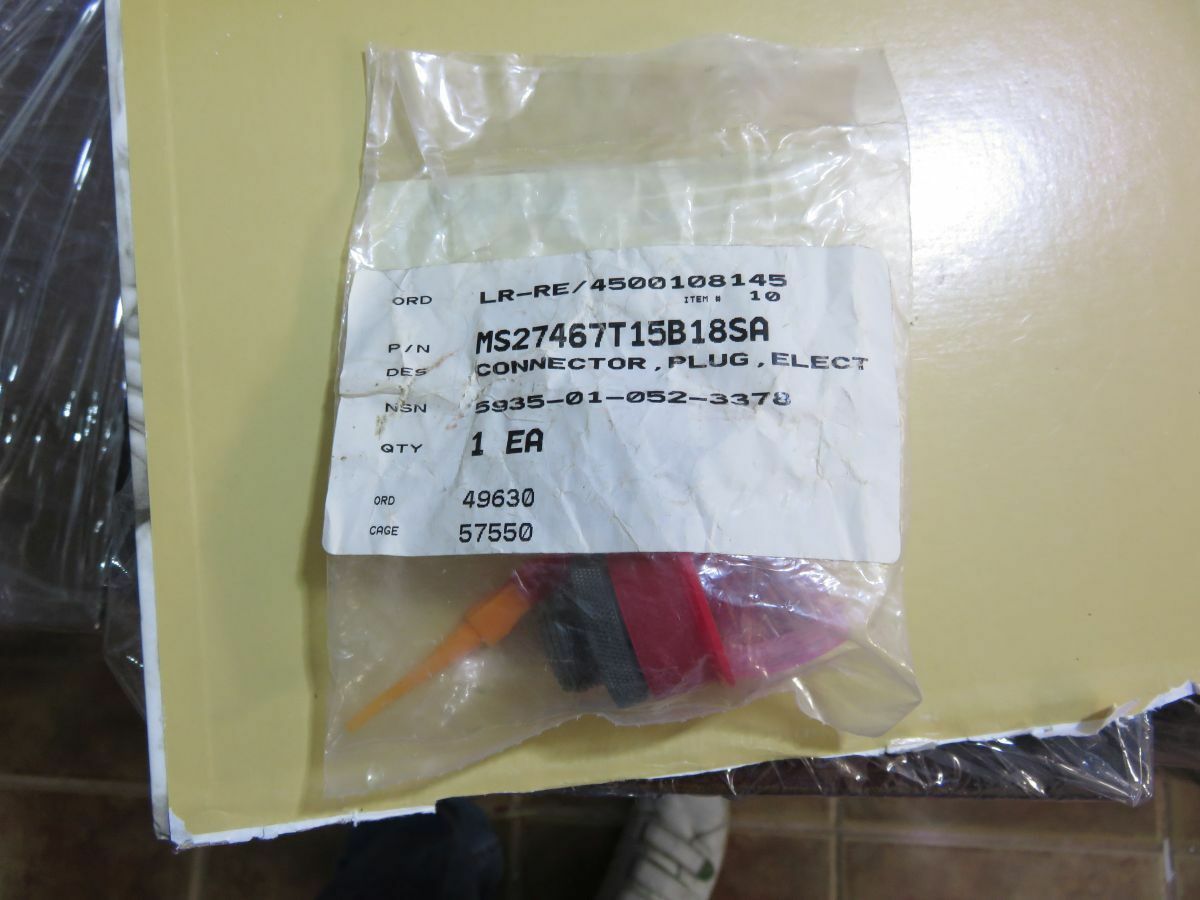 ORD LR-RE/4500108145
ITEM # 10
P/N MS27467T15B18SA
DES CONNECTOR,PLUG,ELECT
NSN 5935-01-052-3378
QTY 1 EA
ORD 49630
CAGE 57550